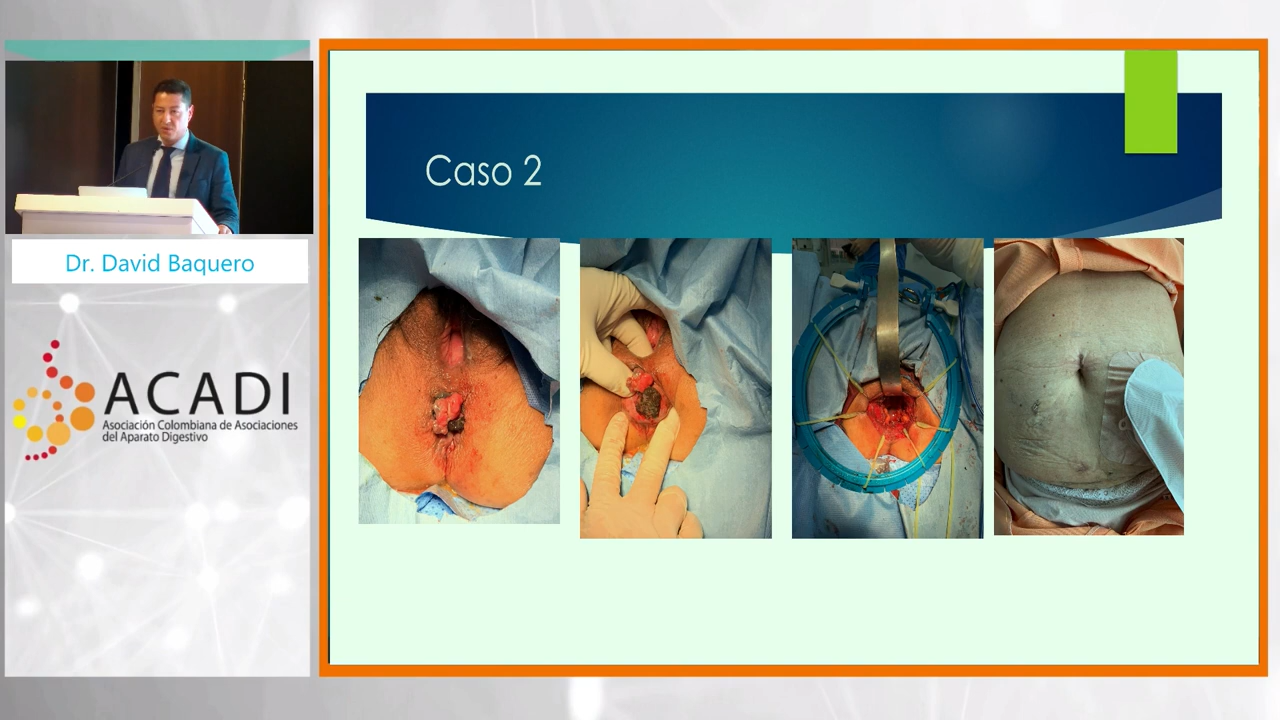 Caso 2
Dr. David Baquero
ACADI
Asociación Colombiana de Asociaciones
del Aparato Digestivo